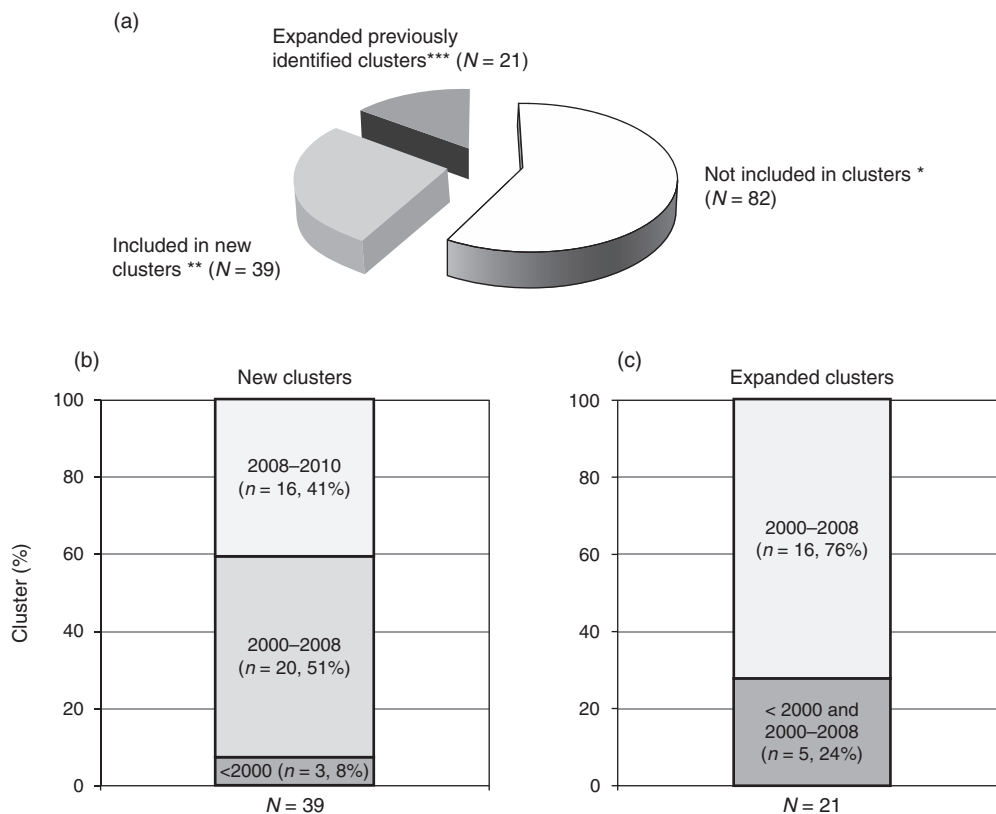 (a)
Expanded previously
identified clusters*** (N = 21)
Not included in clusters *
(N = 82)
Included in new
clusters ** (N = 39)
(b)
New clusters
Cluster (%)
100
80
60
40
20
0
2008–2010
(n = 16, 41%)
2000–2008
(n = 20, 51%)
<2000 (n = 3, 8%)
N = 39
(c)
Expanded clusters
100
80
60
40
20
0
2000–2008
(n = 16, 76%)
< 2000 and
2000–2008
(n = 5, 24%)
N = 21